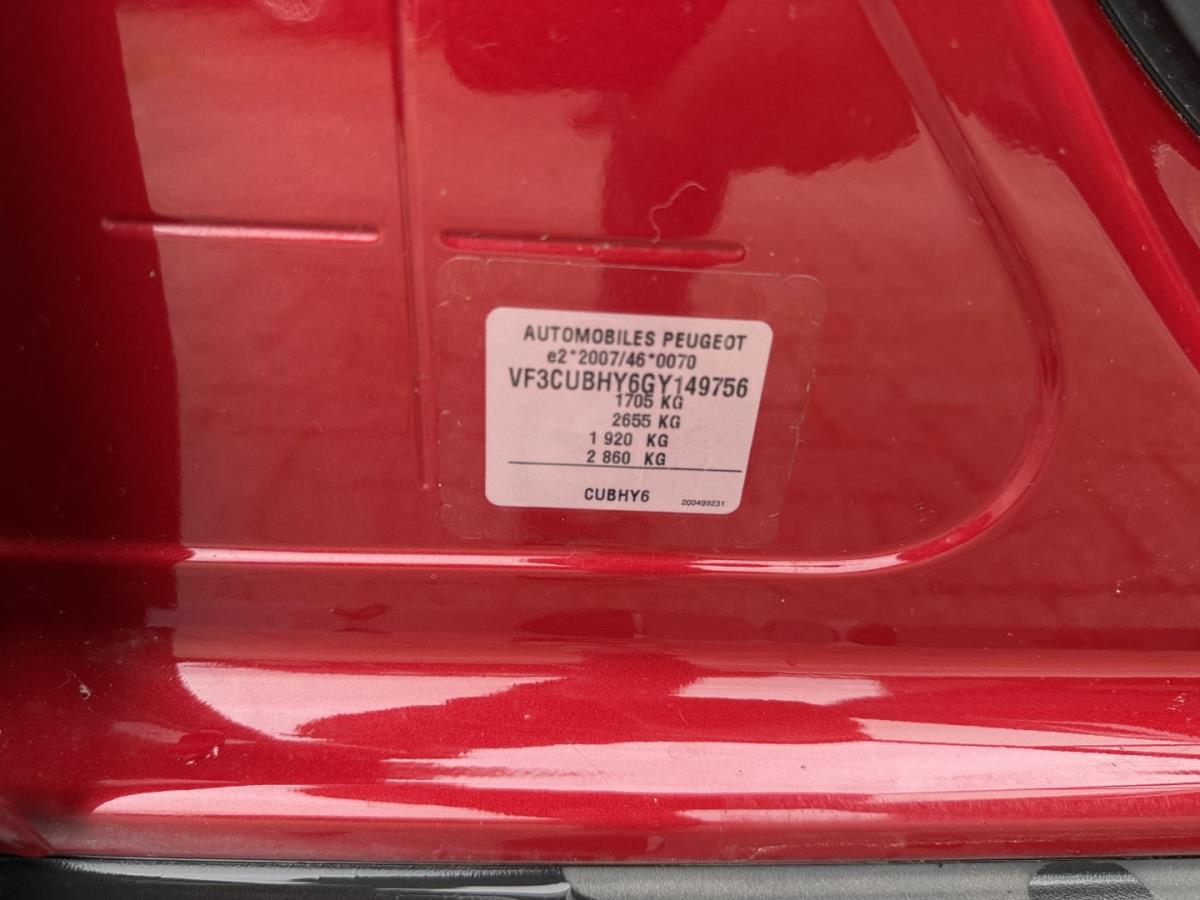 AUTOMOBILES PEUGEOT
e2*2007/46*0070
VF3CUBHY6GY149756
1705 KG
2655 KG
1 920 KG
2 860 KG
CUBHY6
200499231